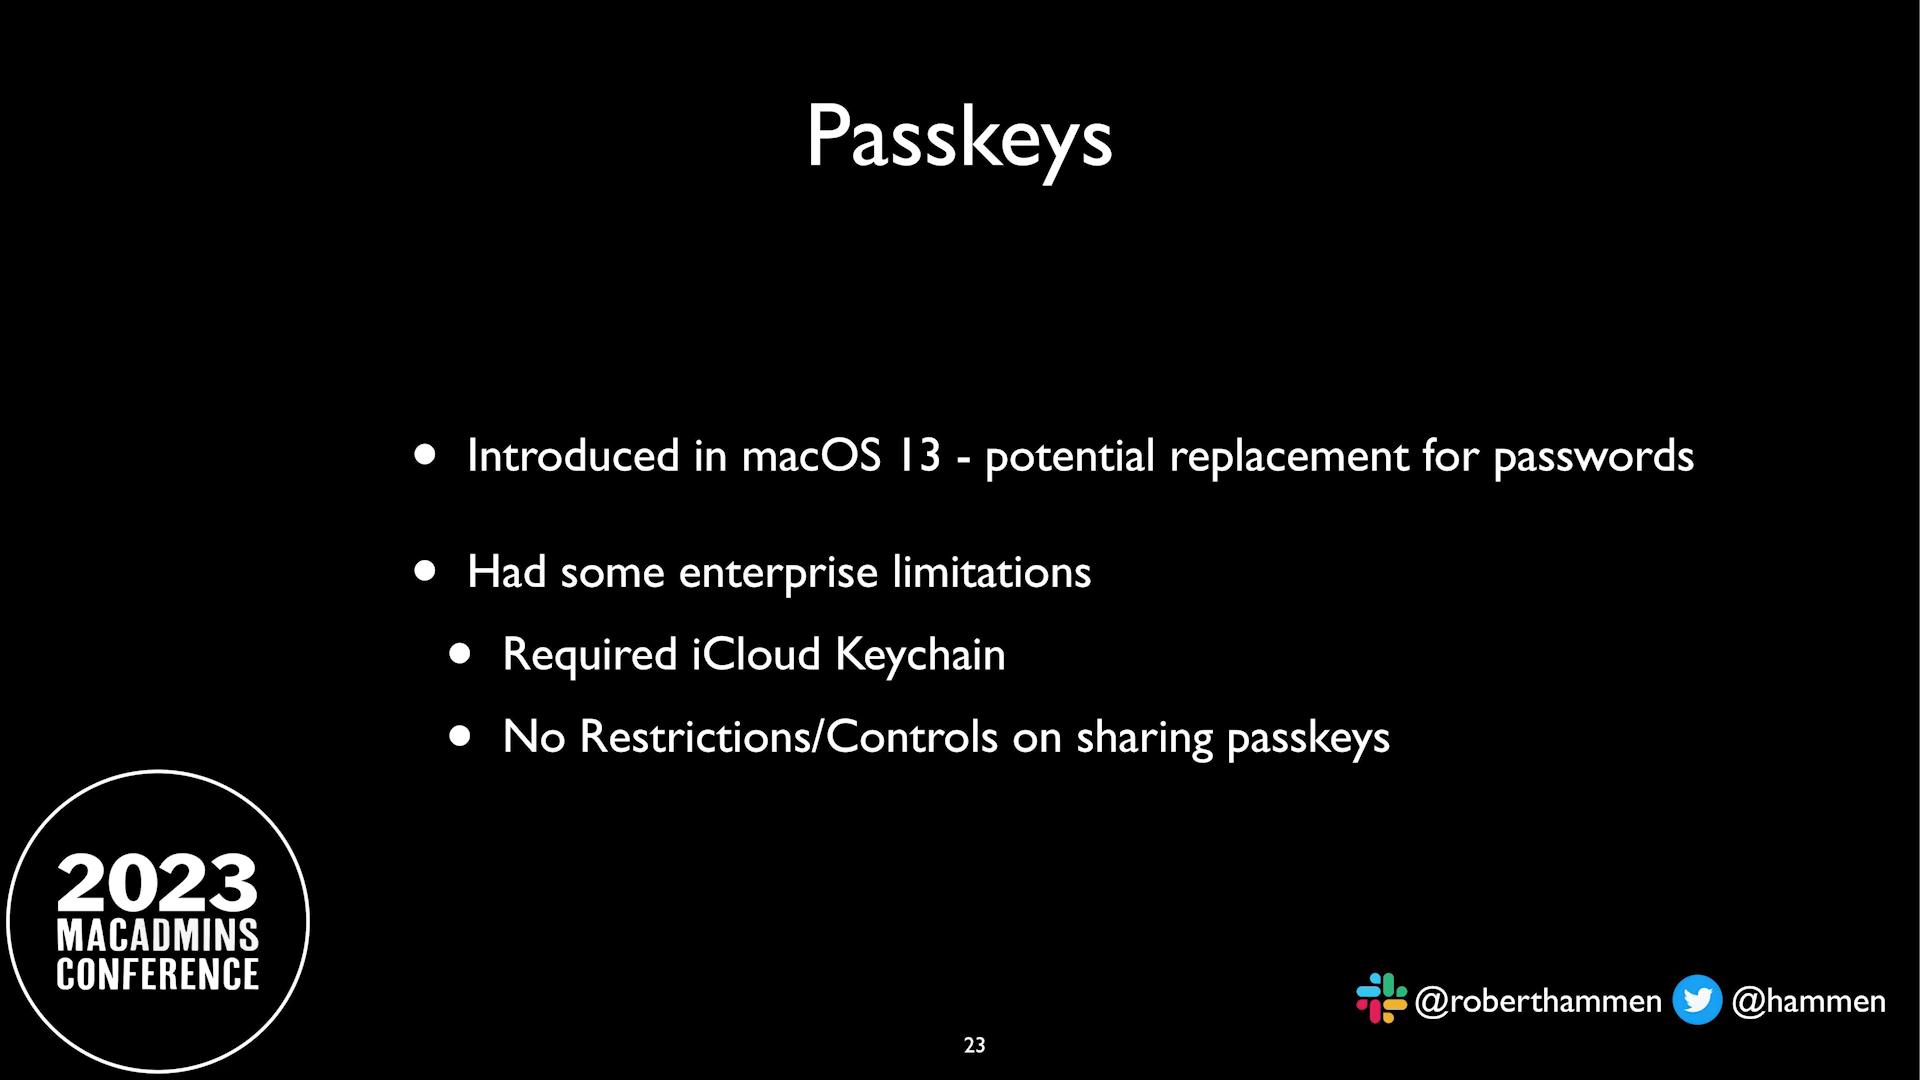 Passkeys
• Introduced in macOS 13 - potential replacement for passwords
• Had some enterprise limitations
• Required iCloud Keychain
• No Restrictions/Controls on sharing passkeys
2023
MACADMINS
CONFERENCE
@roberthammen @hammen
23